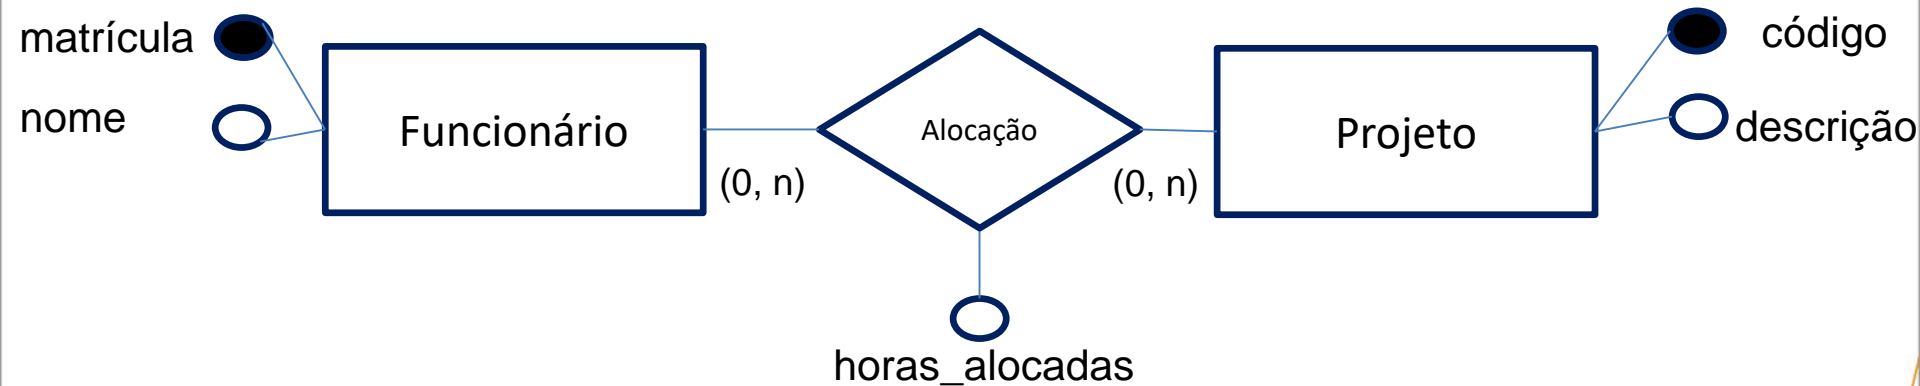 matrícula
nome
Funcionário
(0, n)
Alocação
(0, n)
Projeto
código
descrição
horas_alocadas